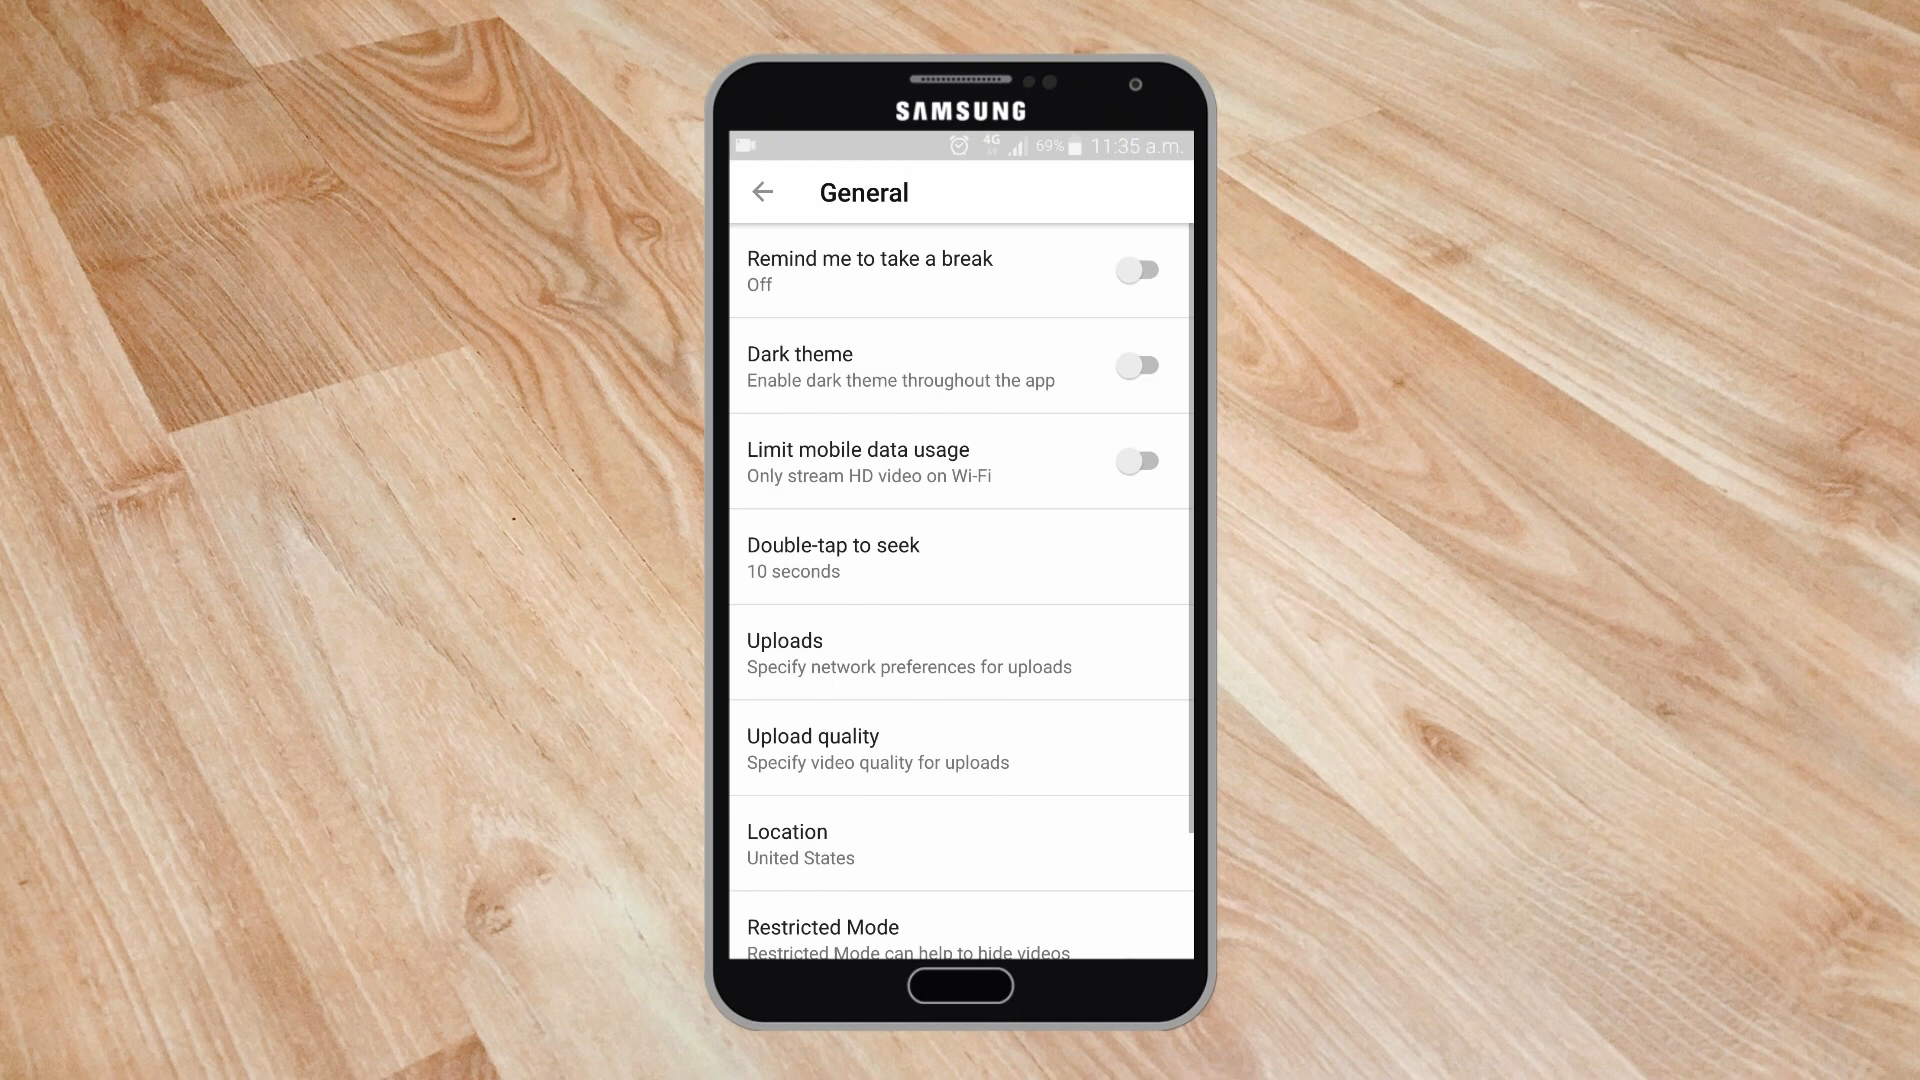 SAMSUNG
4G 69% 11:35 a.m.
General
Remind me to take a break
Off
Dark theme
Enable dark theme throughout the app
Limit mobile data usage
Only stream HD video on Wi-Fi
Double-tap to seek
10 seconds
Uploads
Specify network preferences for uploads
Upload quality
Specify video quality for uploads
Location
United States
Restricted Mode
Restricted Mode can help to hide videos